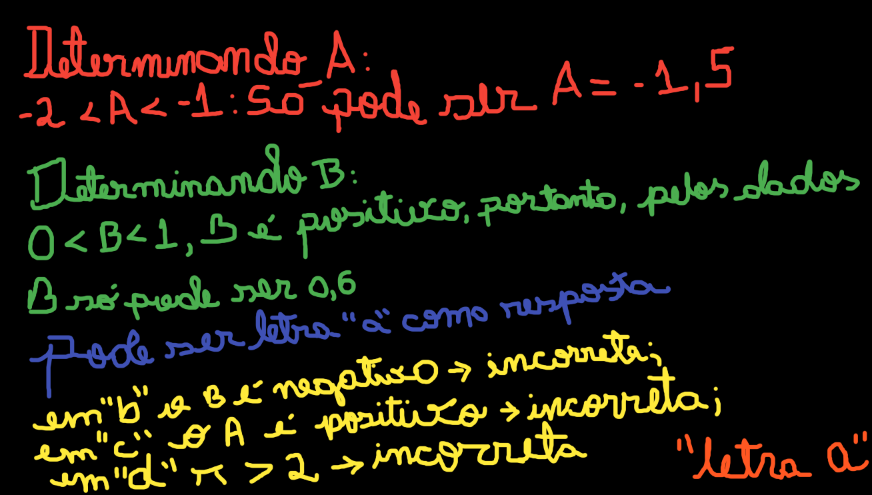 Determinando A:
-2 < A < -1 : Só pode ser A = -1,5
Determinando B:
0 < B < 1, B é positivo, portanto, pelos dados
B só pode ser 0,6
Pode ser letra "a" como resposta
em "b" o B é negativo → incorreta;
em "c" o A é positivo → incorreta;
em "d" π > 2 → incorreta
"letra a"